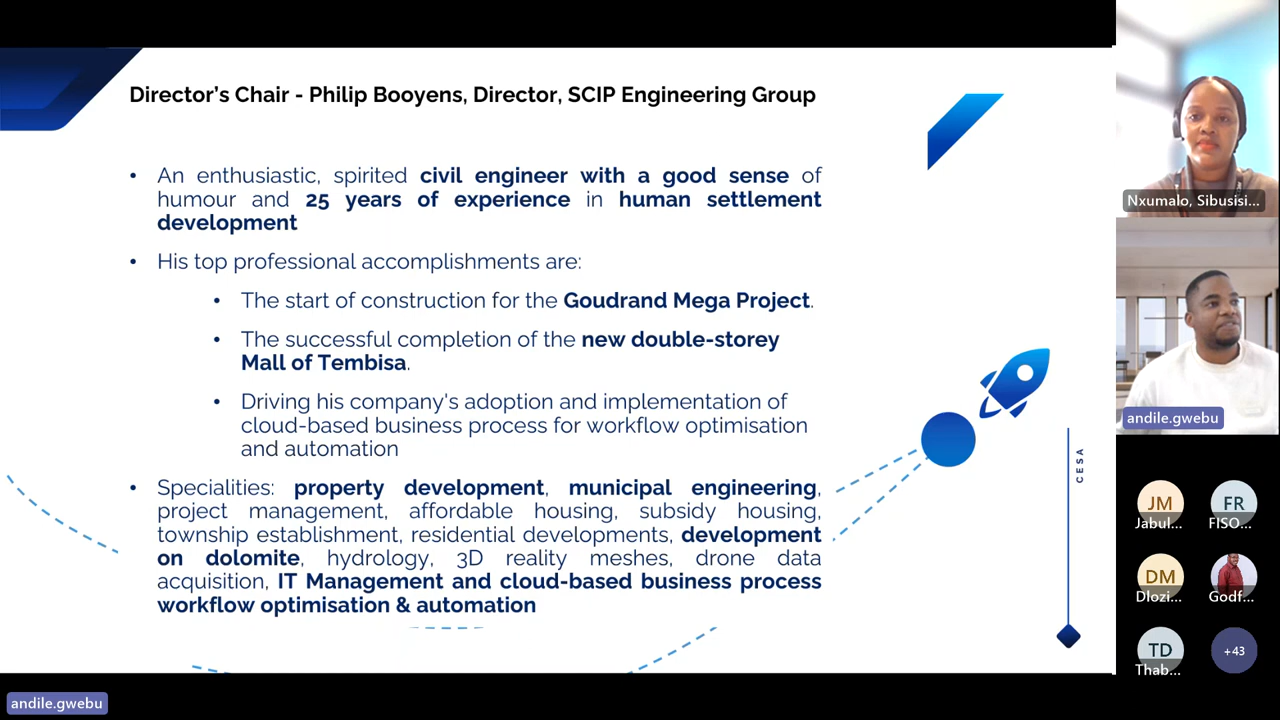 Director's Chair - Philip Booyens, Director, SCIP Engineering Group
• An enthusiastic, spirited civil engineer with a good sense of
humour and 25 years of experience in human settlement
development
• His top professional accomplishments are:
• The start of construction for the Goudrand Mega Project.
• The successful completion of the new double-storey
Mall of Tembisa.
• Driving his company's adoption and implementation of
cloud-based business process for workflow optimisation
and automation
• Specialities: property development, municipal engineering,
project management, affordable housing, subsidy housing,
township establishment, residential developments, development
on dolomite, hydrology, 3D reality meshes, drone data
acquisition, IT Management and cloud-based business process
workflow optimisation & automation
CESA
Nxumalo, Sibusisi...
andile.gwebu
JM
Jabul...
FR
FISO...
DM
Dlozi...
Godf...
TD
Thab...
+43
andile.gwebu